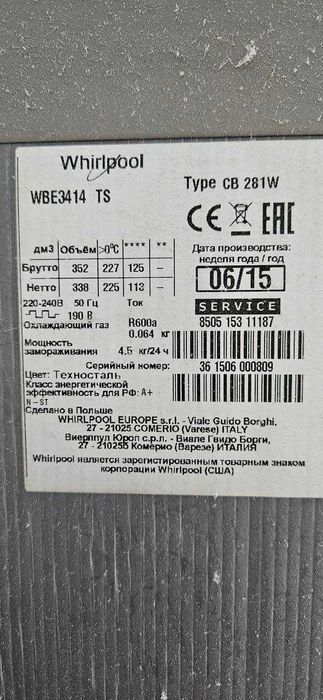 Whirlpool
WBE3414 TS
Type CB 281W
CE EAC
дм3 Объём >0°C **** **
Брутто 352 227 125 –
Нетто 338 225 113 –
Дата производства:
неделя года / год
06/15
SERVICE
8505 153 11187
220-240В 50 Гц Ток
190 В
Охлаждающий газ R600a
0.064 кг
Мощность
замораживания 4.5 кг/24 ч
Серийный номер: 36 1506 000809
Цвет: Техносталь
Класс энергетической
эффективность для РФ: A+
N-ST
Сделано в Польше
WHIRLPOOL EUROPE s.r.l. - Viale Guido Borghi,
27 - 21025 COMERIO (Varese) ITALY
Вирлпул Юроп с.р.л. - Виале Гвидо Борги,
27 - 21025 Комерио (Варезе) ИТАЛИЯ
Whirlpool является зарегистрированным товарным знаком
корпорации Whirlpool (США)